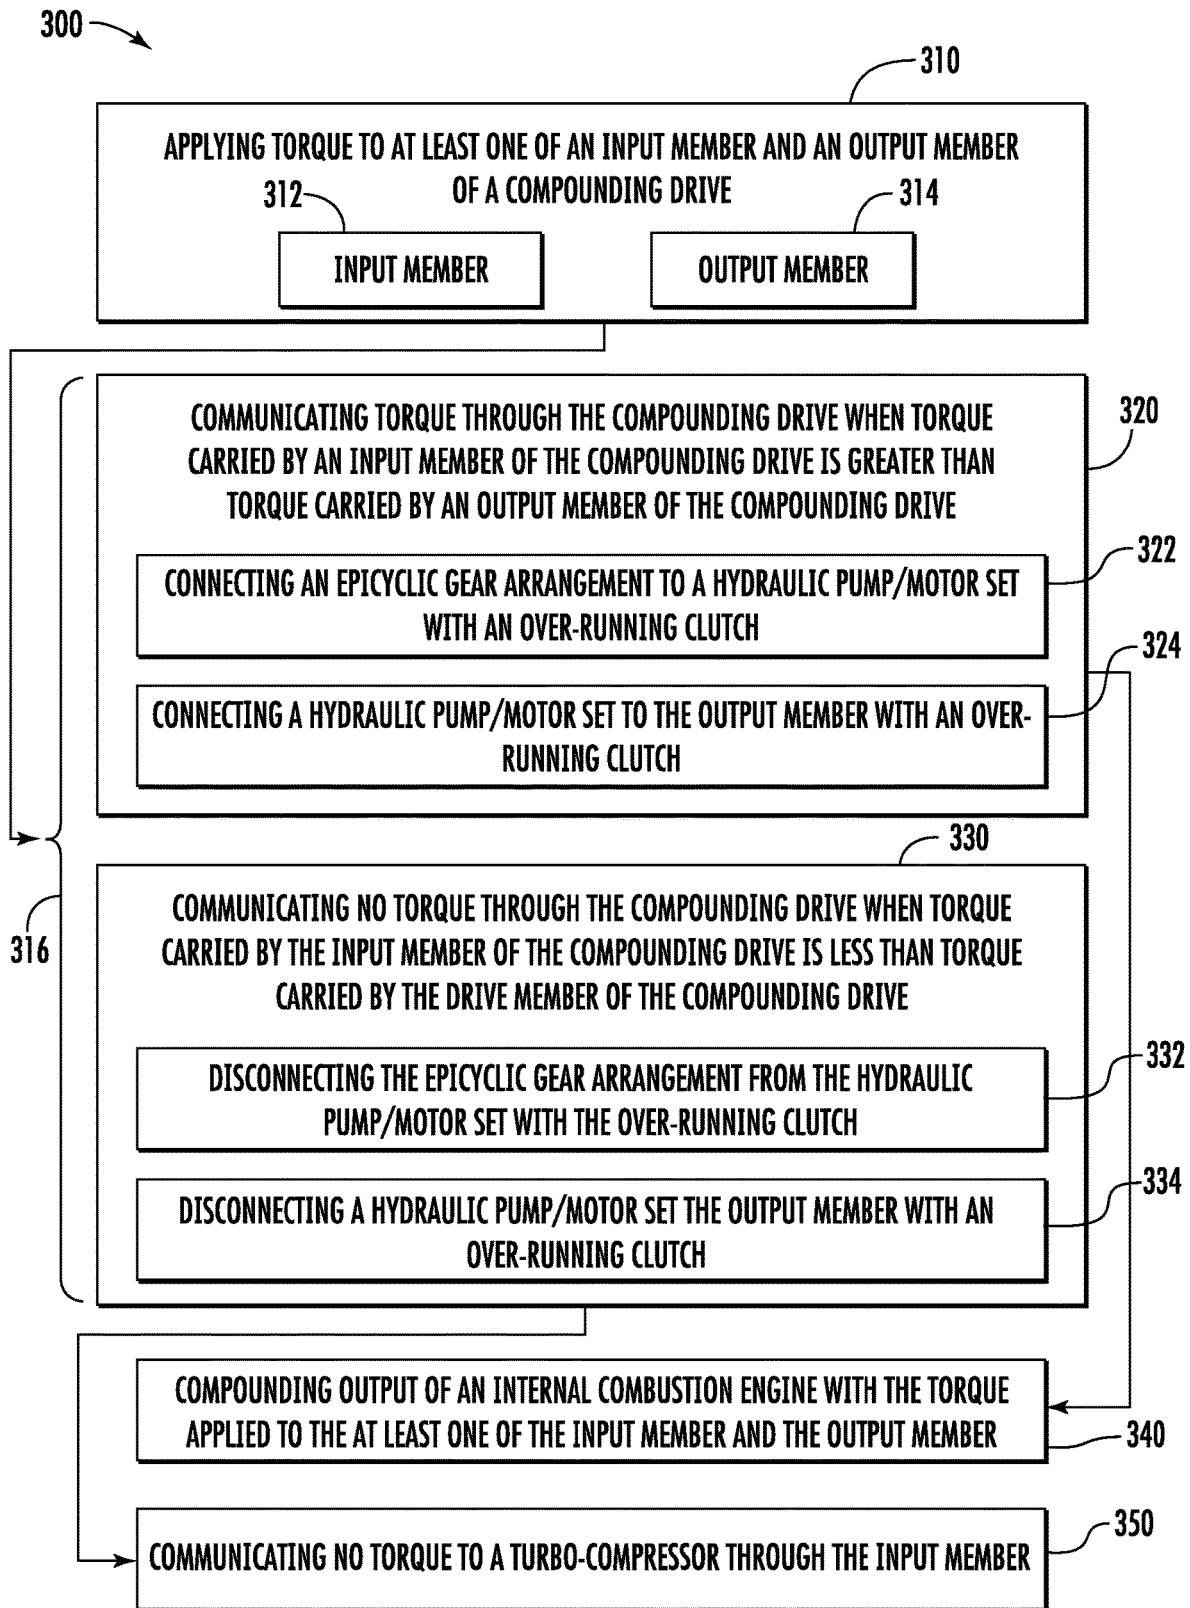 300
310
APPLYING TORQUE TO AT LEAST ONE OF AN INPUT MEMBER AND AN OUTPUT MEMBER
OF A COMPOUNDING DRIVE
312
314
INPUT MEMBER
OUTPUT MEMBER
316
320
COMMUNICATING TORQUE THROUGH THE COMPOUNDING DRIVE WHEN TORQUE
CARRIED BY AN INPUT MEMBER OF THE COMPOUNDING DRIVE IS GREATER THAN
TORQUE CARRIED BY AN OUTPUT MEMBER OF THE COMPOUNDING DRIVE
322
CONNECTING AN EPICYCLIC GEAR ARRANGEMENT TO A HYDRAULIC PUMP/MOTOR SET
WITH AN OVER-RUNNING CLUTCH
324
CONNECTING A HYDRAULIC PUMP/MOTOR SET TO THE OUTPUT MEMBER WITH AN OVER-
RUNNING CLUTCH
330
COMMUNICATING NO TORQUE THROUGH THE COMPOUNDING DRIVE WHEN TORQUE
CARRIED BY THE INPUT MEMBER OF THE COMPOUNDING DRIVE IS LESS THAN TORQUE
CARRIED BY THE DRIVE MEMBER OF THE COMPOUNDING DRIVE
332
DISCONNECTING THE EPICYCLIC GEAR ARRANGEMENT FROM THE HYDRAULIC
PUMP/MOTOR SET WITH THE OVER-RUNNING CLUTCH
334
DISCONNECTING A HYDRAULIC PUMP/MOTOR SET THE OUTPUT MEMBER WITH AN
OVER-RUNNING CLUTCH
COMPOUNDING OUTPUT OF AN INTERNAL COMBUSTION ENGINE WITH THE TORQUE
APPLIED TO THE AT LEAST ONE OF THE INPUT MEMBER AND THE OUTPUT MEMBER
340
350
COMMUNICATING NO TORQUE TO A TURBO-COMPRESSOR THROUGH THE INPUT MEMBER